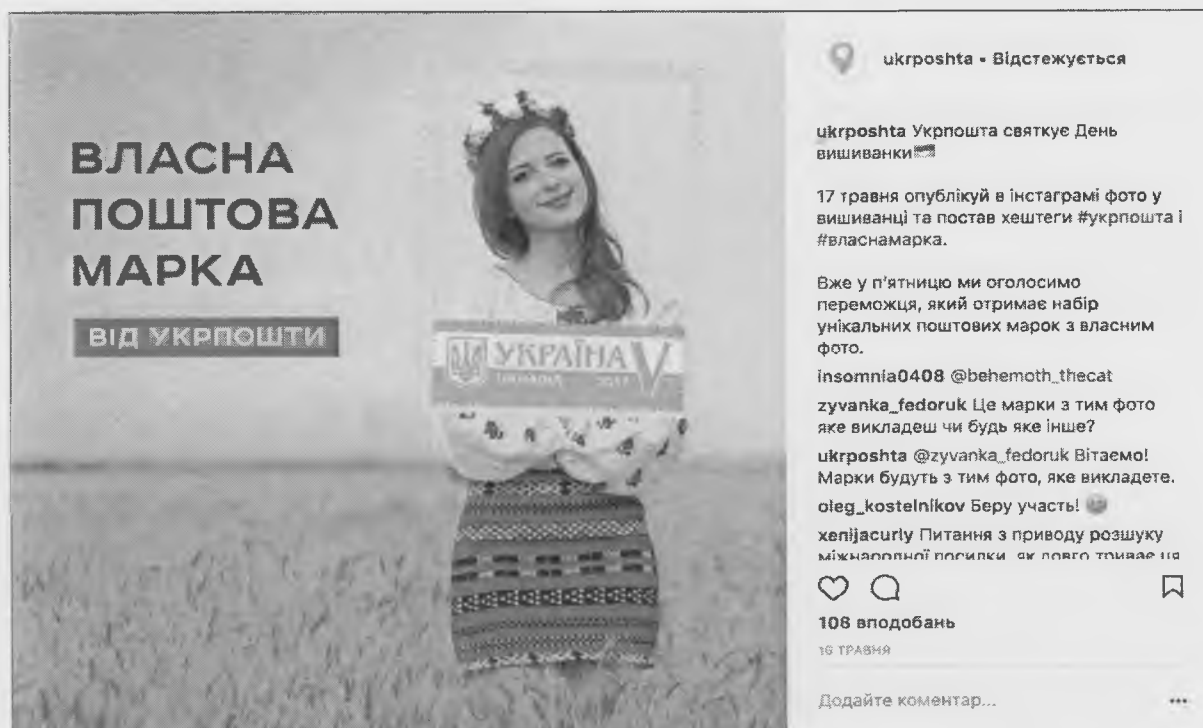 ВЛАСНА
ПОШТОВА
МАРКА
ВІД УКРПОШТИ
УКРАЇНА V
ukrposhta • Відстежується
ukrposhta Укрпошта святкує День
вишиванки
17 травня опублікуй в інстаграмі фото у
вишиванці та постав хештеги #укрпошта і
#власнамарка.
Вже у п'ятницю ми оголосимо
переможця, який отримає набір
унікальних поштових марок з власним
фото.
insomnia0408 @behemoth_thecat
zyvanka_fedoruk Це марки з тим фото
яке викладеш чи будь яке інше?
ukrposhta @zyvanka_fedoruk Вітаємо!
Марки будуть з тим фото, яке викладете.
oleg_kostelnikov Беру участь!
xenijacurly Питання з приводу розшуку
міжнародної посилки, як довго триває ця
108 вподобань
16 ТРАВНЯ
Додайте коментар...